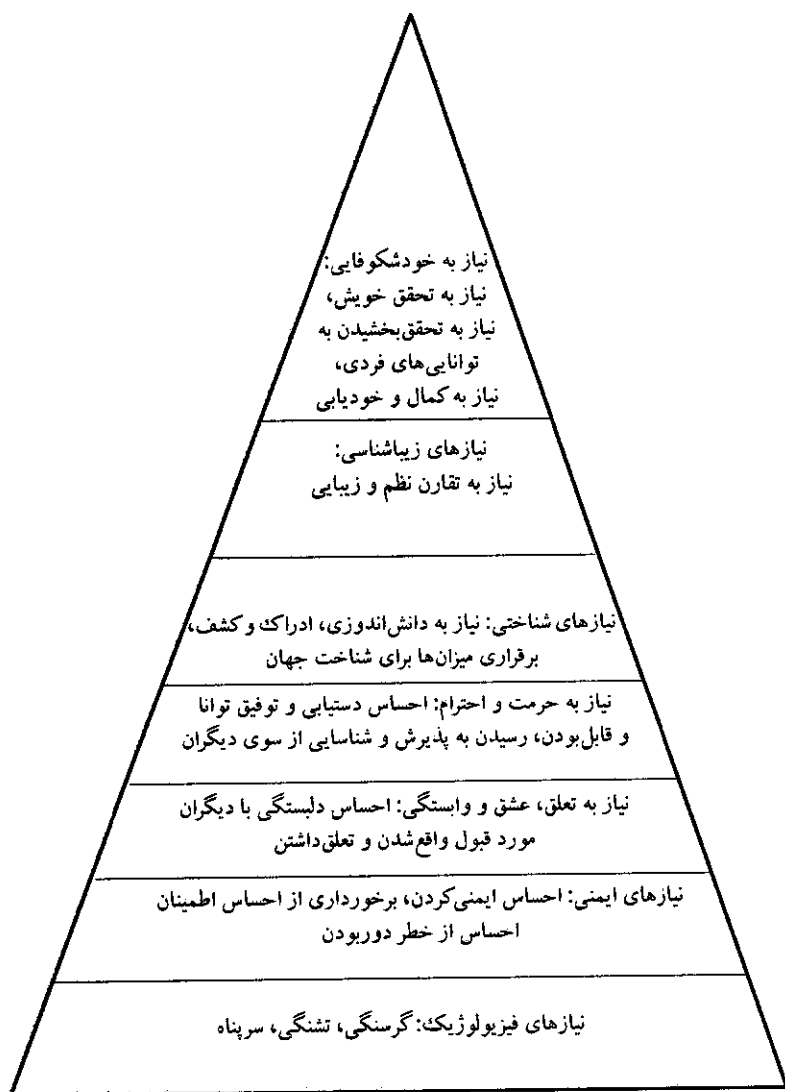 نیاز به خودشکوفایی:
نیاز به تحقق خویش،
نیاز به تحقق‌بخشیدن به
توانایی‌های فردی،
نیاز به کمال و خودیابی
نیازهای زیباشناسی:
نیاز به تقارن نظم و زیبایی
نیازهای شناختی: نیاز به دانش‌اندوزی، ادراک و کشف،
برقراری میزان‌ها برای شناخت جهان
نیاز به حرمت و احترام: احساس دستیابی و توفیق توانا
و قابل‌بودن، رسیدن به پذیرش و شناسایی از سوی دیگران
نیاز به تعلق، عشق و وابستگی: احساس دلبستگی با دیگران
مورد قبول واقع‌شدن و تعلق‌داشتن
نیازهای ایمنی: احساس ایمنی‌کردن، برخورداری از احساس اطمینان
احساس از خطر دوربودن
نیازهای فیزیولوژیک: گرسنگی، تشنگی، سرپناه